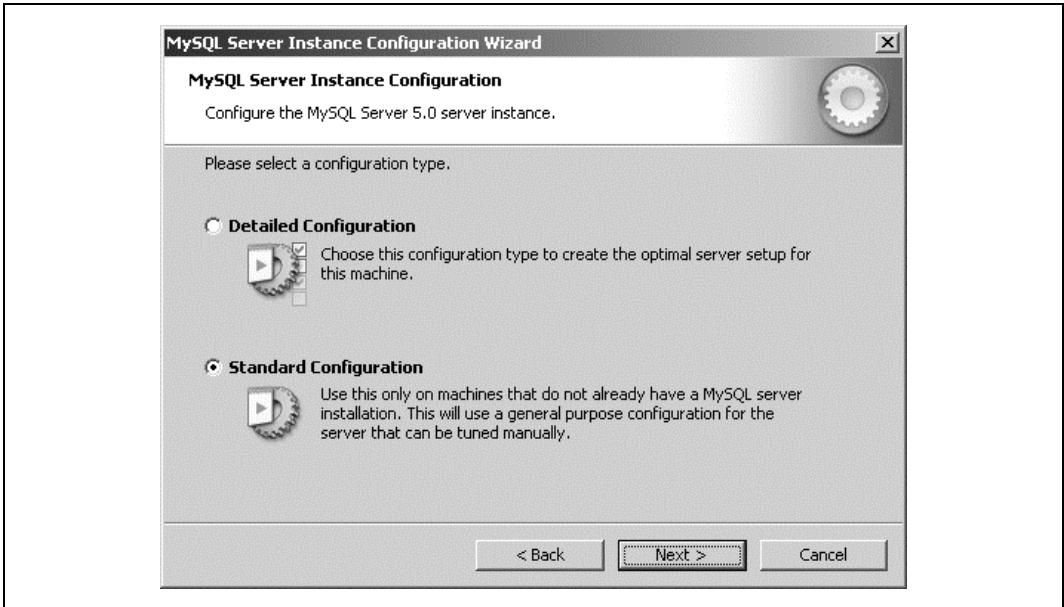 MySQL Server Instance Configuration Wizard
MySQL Server Instance Configuration
Configure the MySQL Server 5.0 server instance.
Please select a configuration type.
Detailed Configuration
Choose this configuration type to create the optimal server setup for
this machine.
Standard Configuration
Use this only on machines that do not already have a MySQL server
installation. This will use a general purpose configuration for the
server that can be tuned manually.
< Back
Next >
Cancel